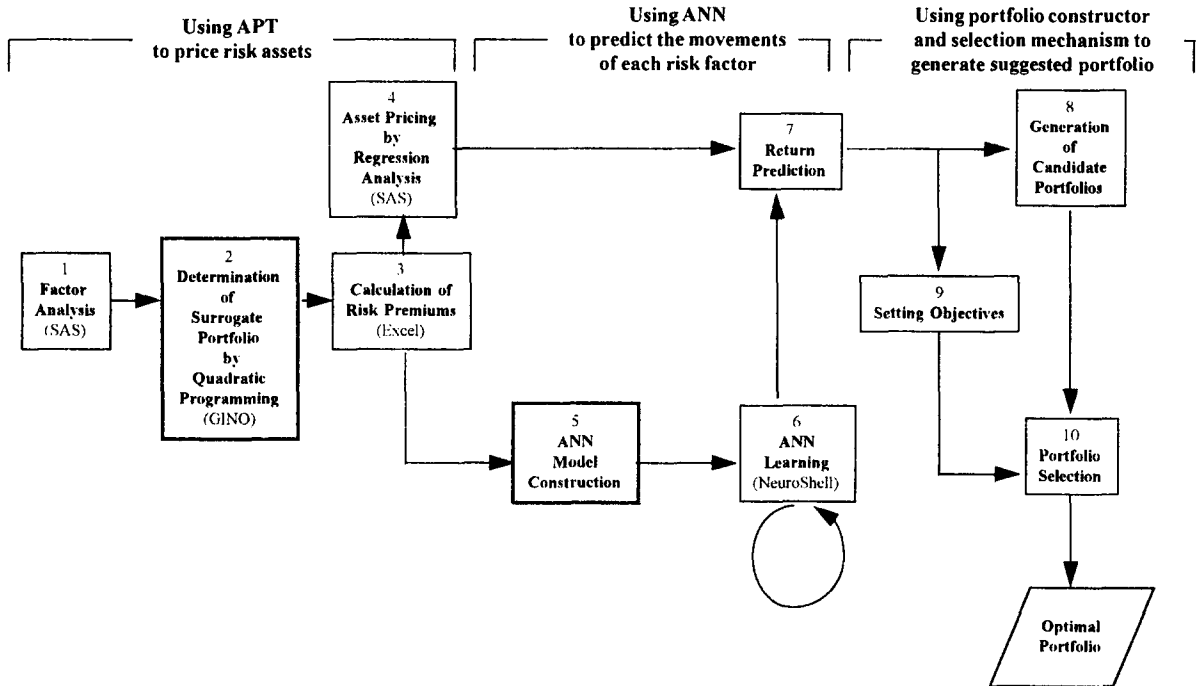 Using APT
to price risk assets
Using ANN
to predict the movements
of each risk factor
Using portfolio constructor
and selection mechanism to
generate suggested portfolio
4
Asset Pricing
by
Regression
Analysis
(SAS)
7
Return
Prediction
8
Generation
of
Candidate
Portfolios
1
Factor
Analysis
(SAS)
2
Determination
of
Surrogate
Portfolio
by
Quadratic
Programming
(GINO)
3
Calculation of
Risk Premiums
(Excel)
9
Setting Objectives
5
ANN
Model
Construction
6
ANN
Learning
(NeuroShell)
10
Portfolio
Selection
Optimal
Portfolio